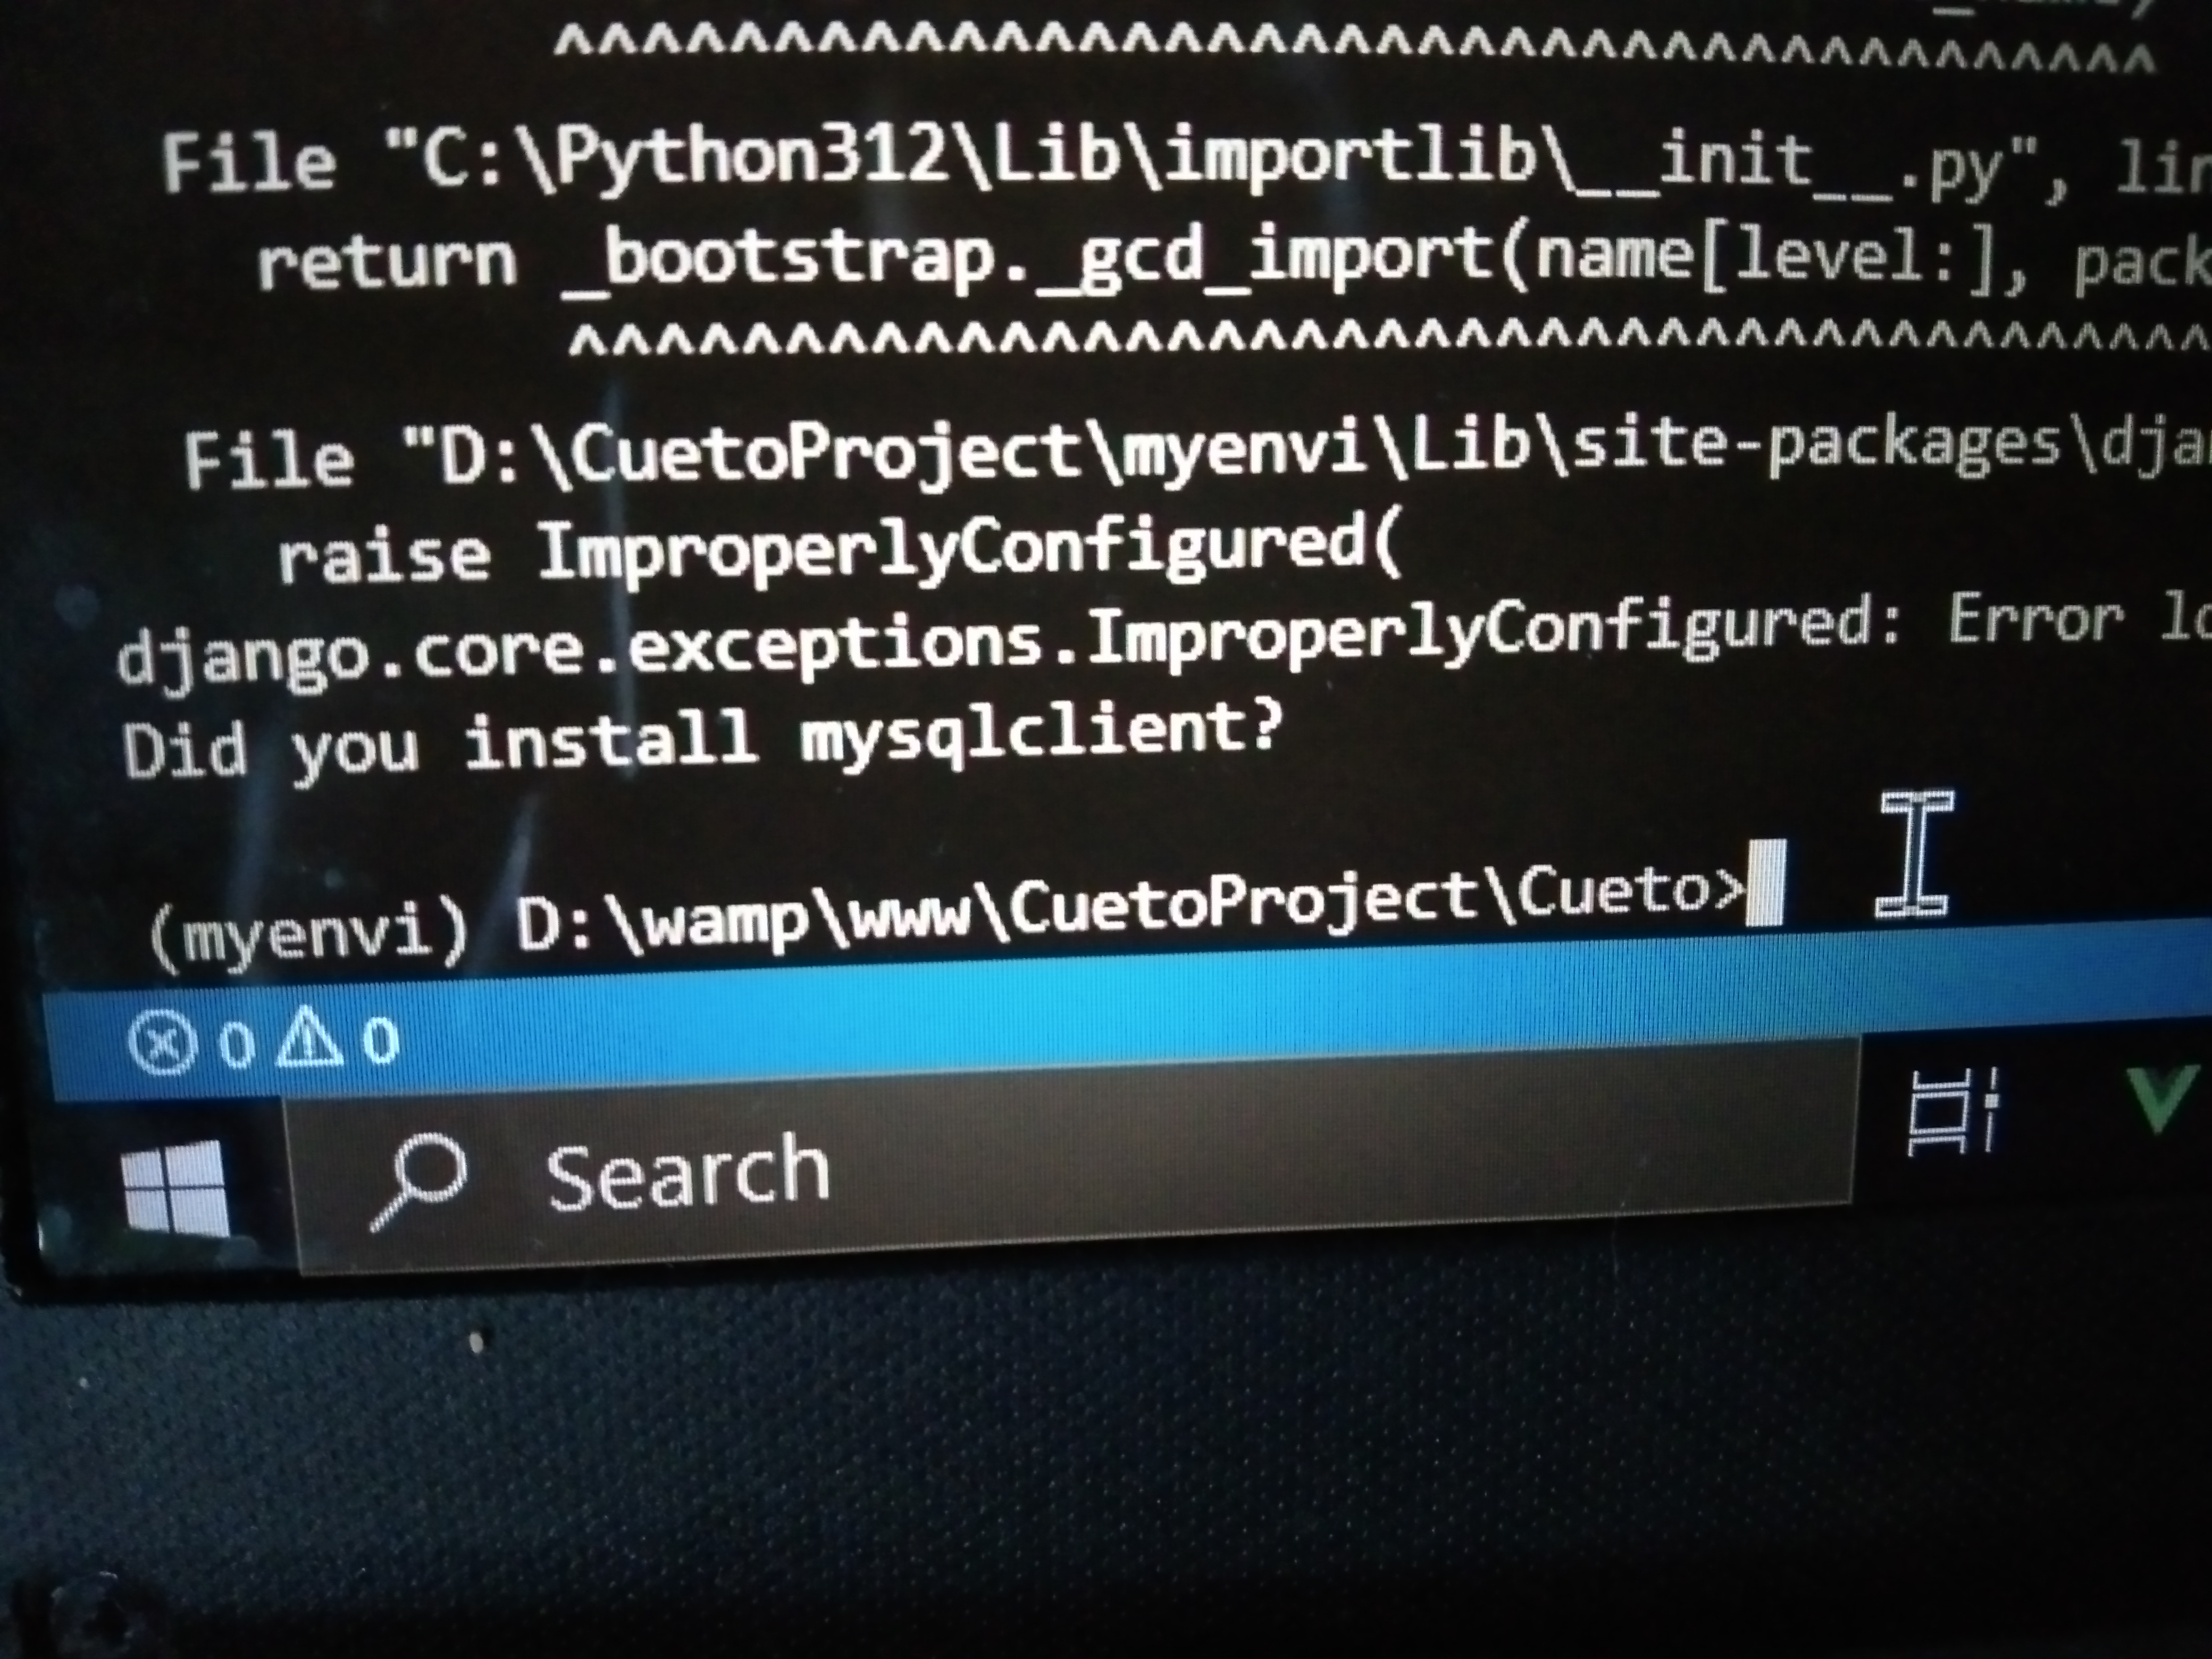 ^^^^^^^^^^^^^^^^^^^^^^^^^^^^^^^^^^^^^
File "C:\Python312\Lib\importlib\__init__.py",
return _bootstrap._gcd_import(name[level:],
^^^^^^^^^^^^^^^^^^^^^^^^^^^^^^^^^^^^^^
File "D:\CuetoProject\myenvi\Lib\site-packages\
raise ImproperlyConfigured(
django.core.exceptions.ImproperlyConfigured: Error
Did you install mysqlclient?
(myenvi) D:\wamp\www\CuetoProject\Cueto>
0 0
Search